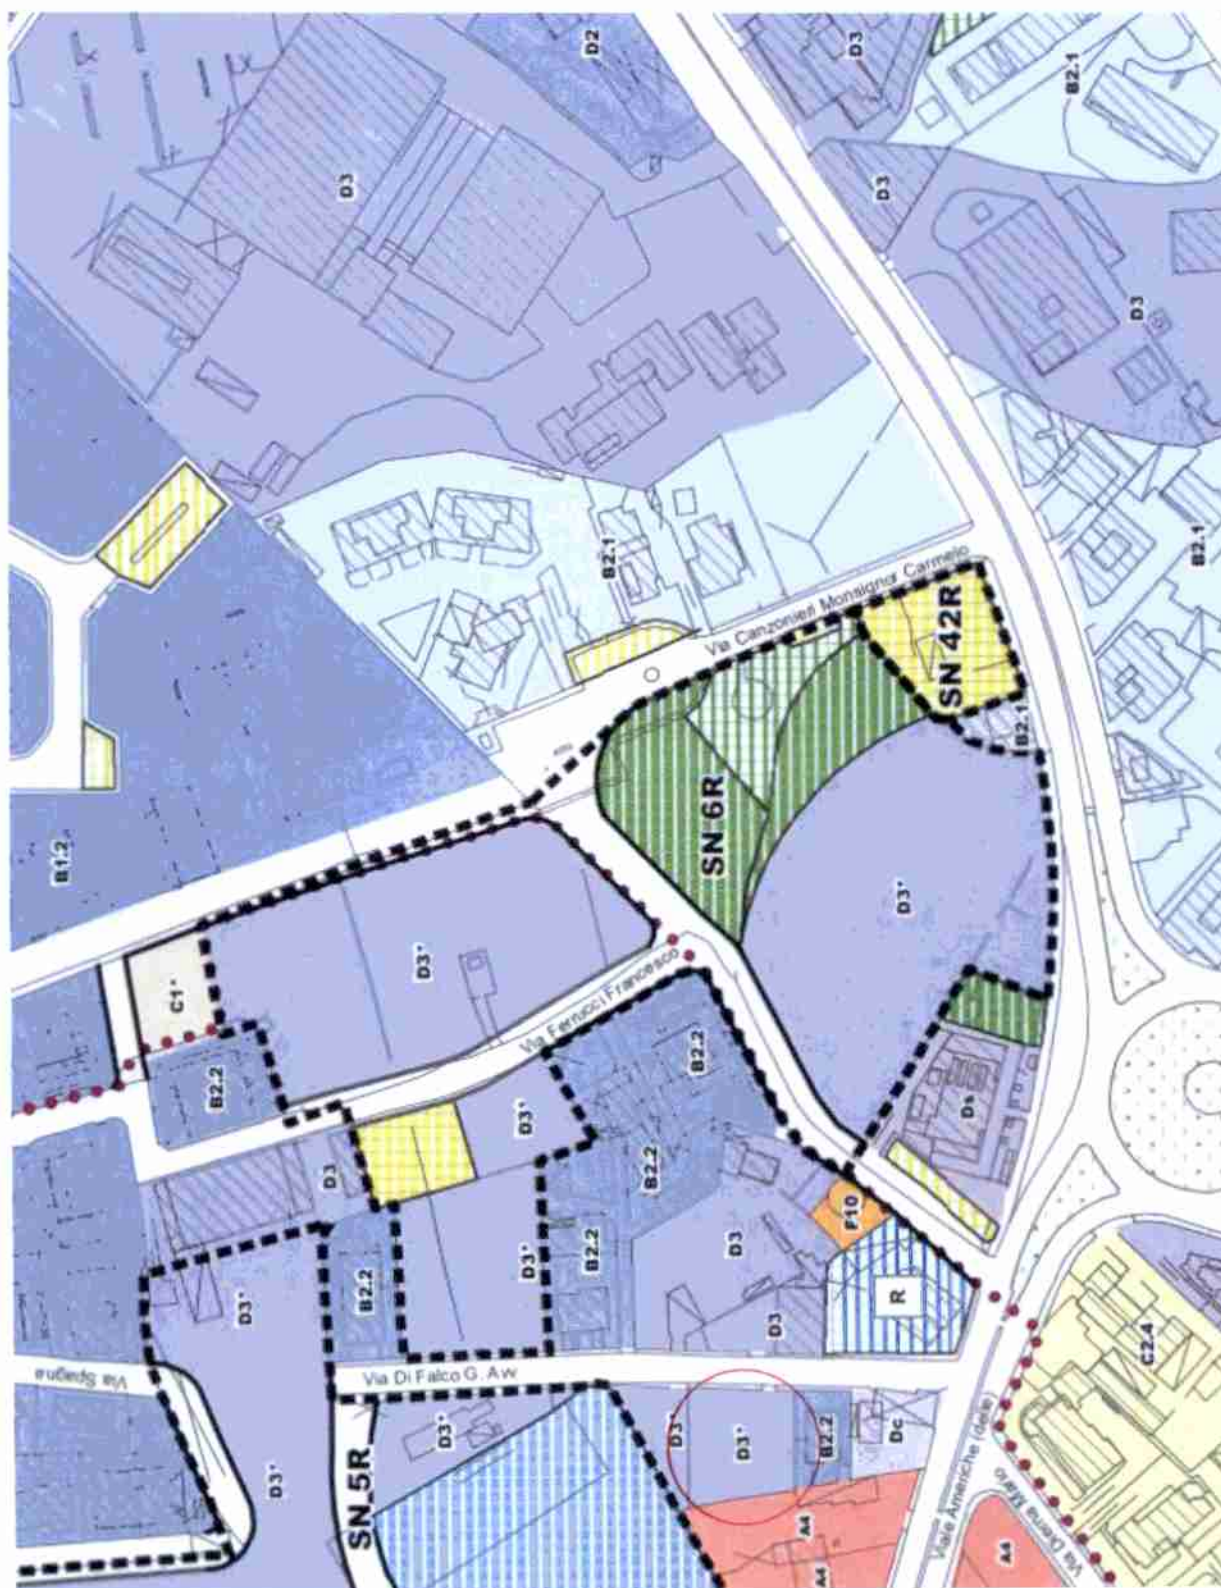 D2
D3
B2.1
D3
D3
D3
B2.1
B2.1
B1.2
Via Canzonieri Monsignor Carmelo
SN 42R
B2.1
SN 6R
D3*
D3*
C1*
B2.2
Via Ferrucci Francesco
B2.2
D3*
B2.2
Ds
D3
F10
D3
D3*
B2.2
B2.2
D3*
R
D3
Via Spagna
Via Di Falco G. Avv
C2.4
D3*
SN 5R
D3*
D3*
D3*
B2.2
Dc
Viale Americhe (delle)
A4
A4
A4
D3*